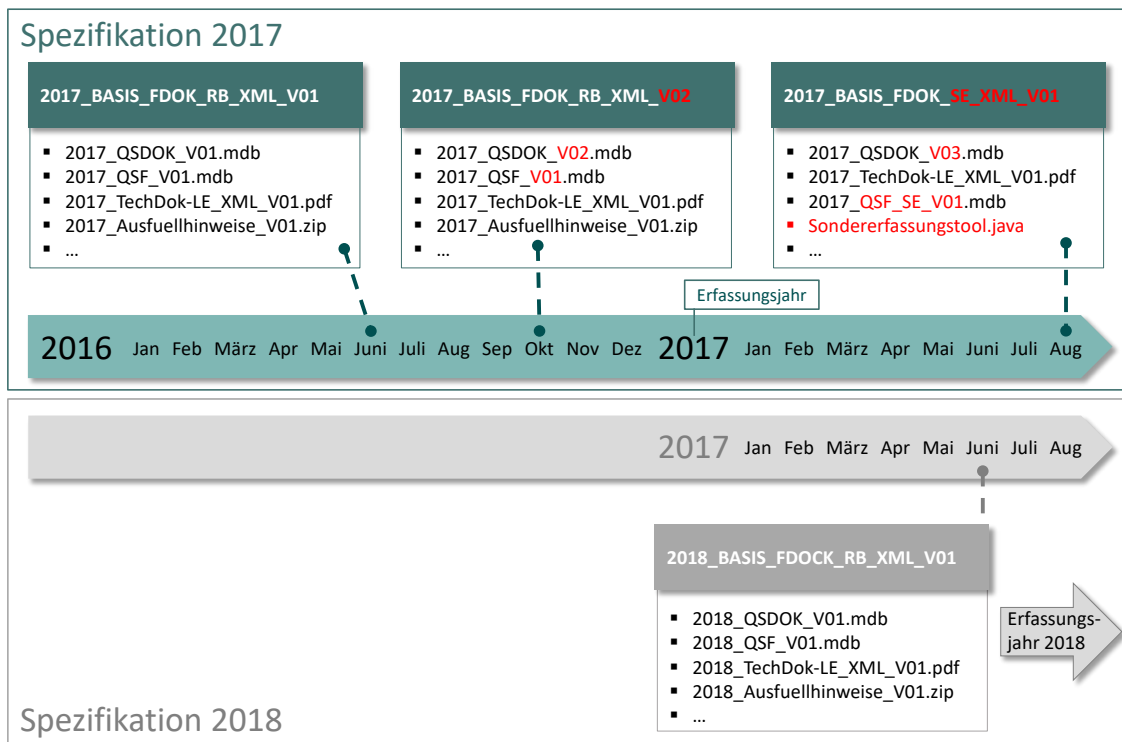 Spezifikation 2017
2017_BASIS_FDOK_RB_XML_V01
▪ 2017_QSDOK_V01.mdb
▪ 2017_QSF_V01.mdb
▪ 2017_TechDok-LE_XML_V01.pdf
▪ 2017_Ausfuellhinweise_V01.zip
▪ ...
2017_BASIS_FDOK_RB_XML_V02
▪ 2017_QSDOK_V02.mdb
▪ 2017_QSF_V01.mdb
▪ 2017_TechDok-LE_XML_V01.pdf
▪ 2017_Ausfuellhinweise_V01.zip
▪ ...
2017_BASIS_FDOK_SE_XML_V01
▪ 2017_QSDOK_V03.mdb
▪ 2017_TechDok-LE_XML_V01.pdf
▪ 2017_QSF_SE_V01.mdb
▪ Sondererfassungstool.java
▪ ...
Erfassungsjahr
2016 Jan Feb März Apr Mai Juni Juli Aug Sep Okt Nov Dez 2017 Jan Feb März Apr Mai Juni Juli Aug
2017 Jan Feb März Apr Mai Juni Juli Aug
2018_BASIS_FDOCK_RB_XML_V01
▪ 2018_QSDOK_V01.mdb
▪ 2018_QSF_V01.mdb
▪ 2018_TechDok-LE_XML_V01.pdf
▪ 2018_Ausfuellhinweise_V01.zip
▪ ...
Erfassungs-
jahr 2018
Spezifikation 2018